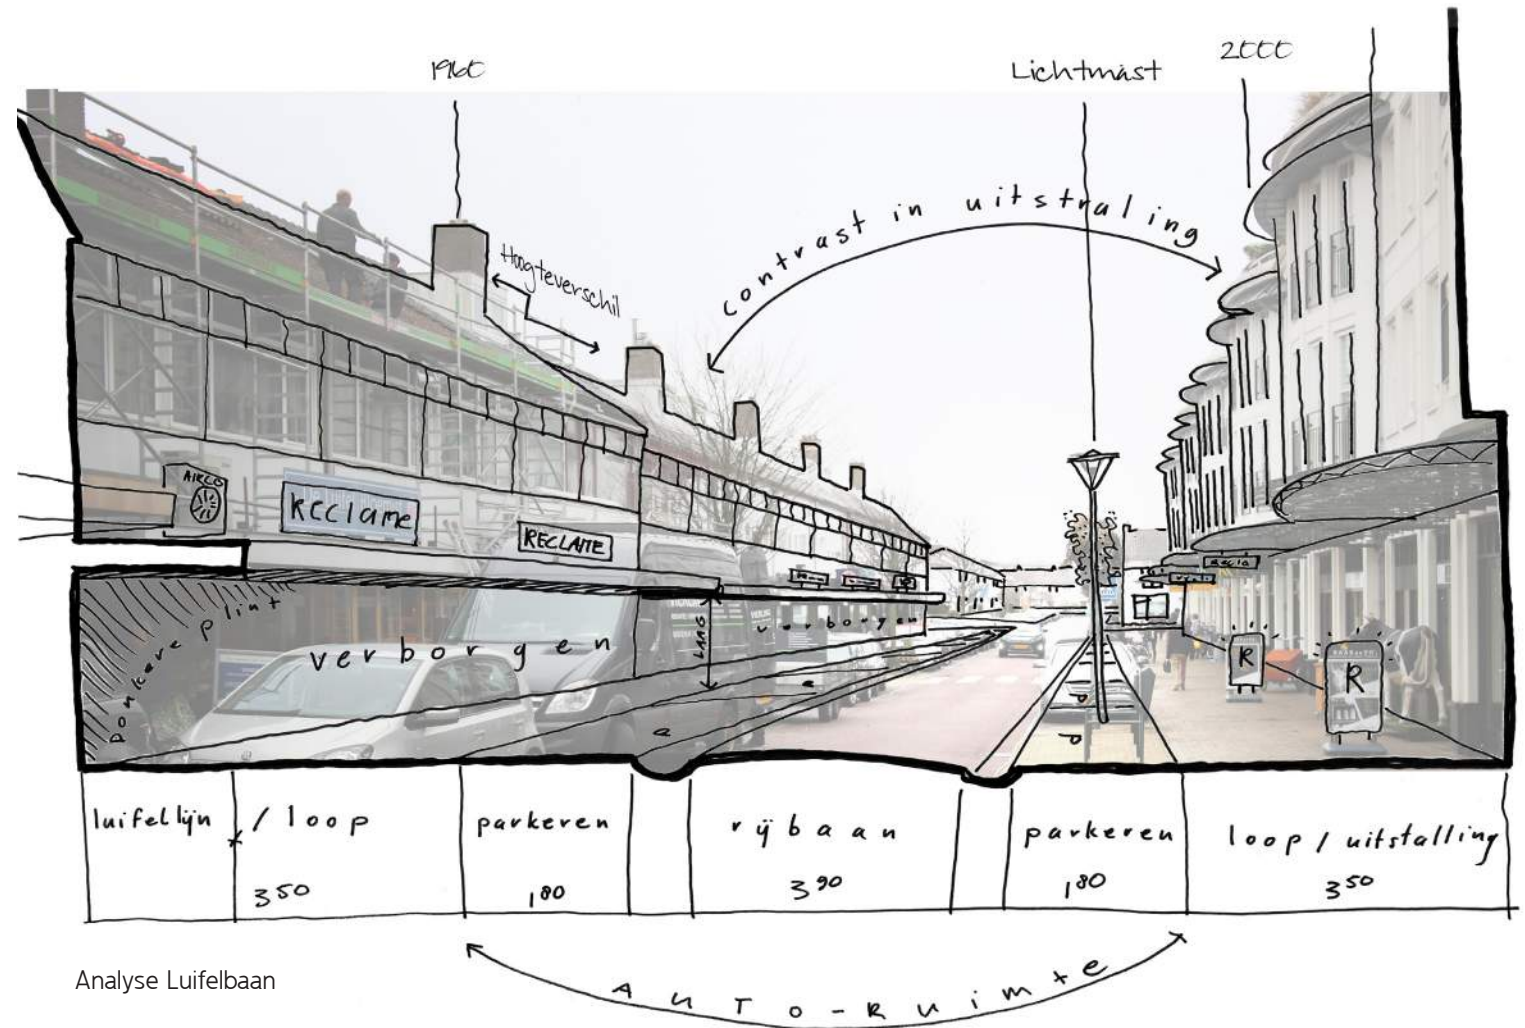 1960
Lichtmast
2000
Hoogteverschil
contrast in uitstraling
AIRCO
RECLAME
RECLAME
Donkere plint
verborgen
LAAG
verborgen
R
R
P
P
luifellijn / loop
350
parkeren
180
rijbaan
390
parkeren
180
loop / uitstalling
350
AUTO-RUIMTE
Analyse Luifelbaan